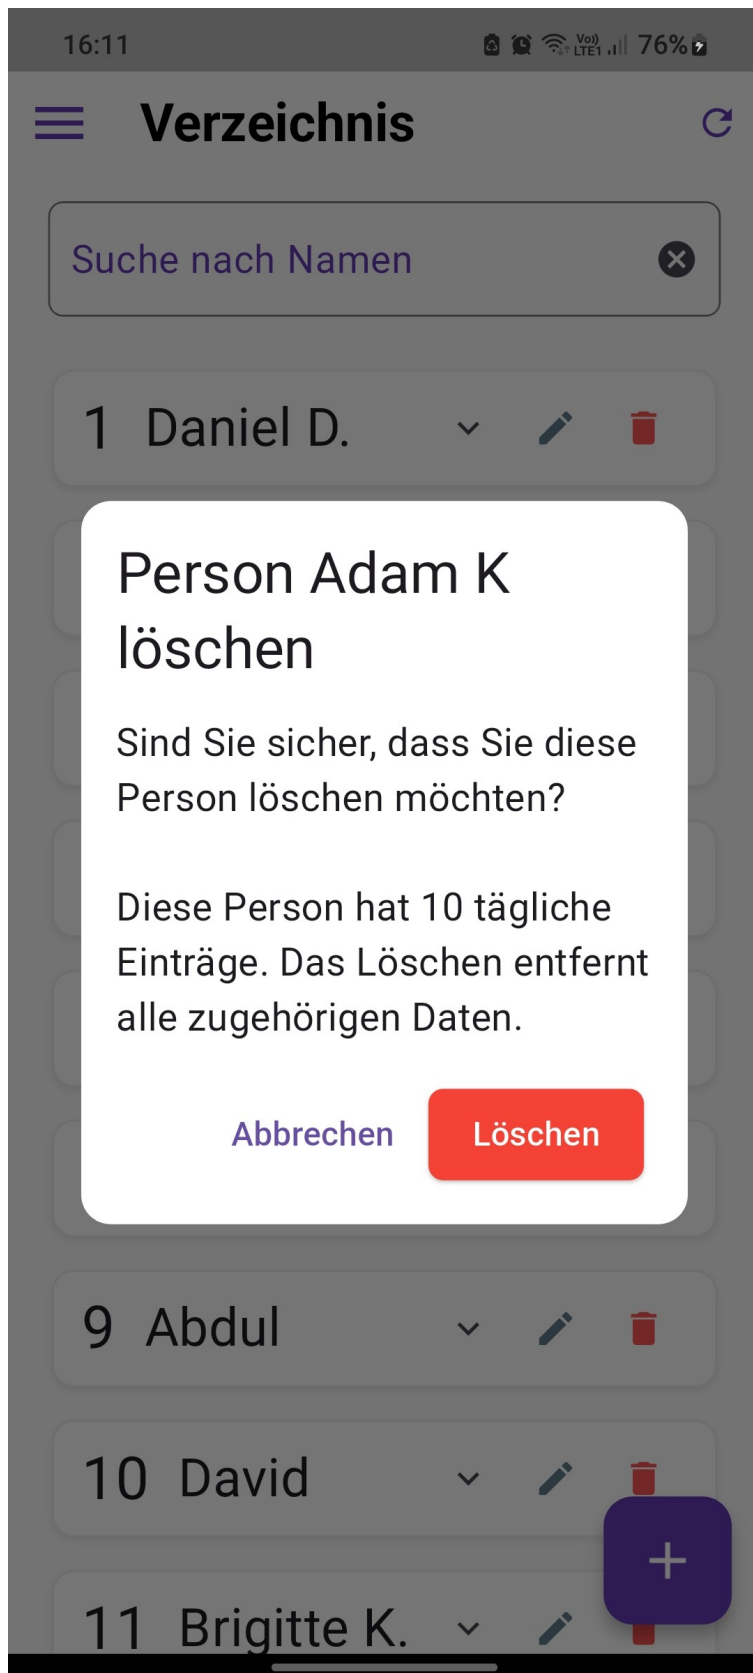 16:11 Vo)) LTE1 76%
Verzeichnis
Suche nach Namen
1 Daniel D.
Person Adam K
löschen
Sind Sie sicher, dass Sie diese
Person löschen möchten?
Diese Person hat 10 tägliche
Einträge. Das Löschen entfernt
alle zugehörigen Daten.
Abbrechen Löschen
9 Abdul
10 David
11 Brigitte K.